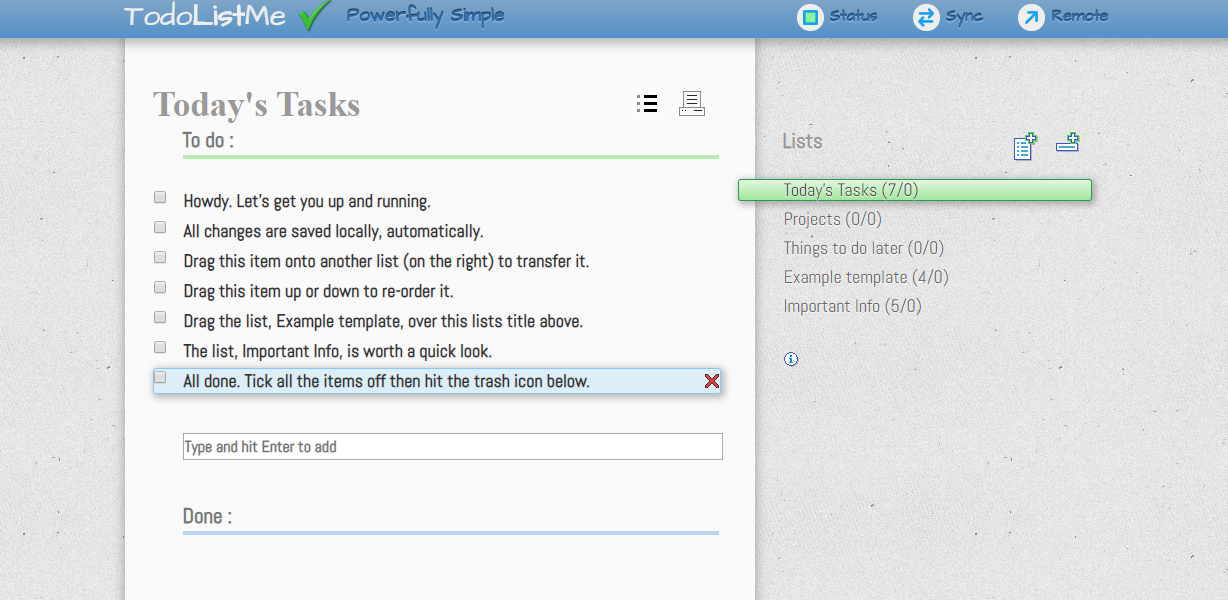 TodoListMe Powerfully Simple Status Sync Remote
Today's Tasks
To do :
Howdy. Let's get you up and running.
All changes are saved locally, automatically.
Drag this item onto another list (on the right) to transfer it.
Drag this item up or down to re-order it.
Drag the list, Example template, over this lists title above.
The list, Important Info, is worth a quick look.
All done. Tick all the items off then hit the trash icon below.
Type and hit Enter to add
Done :
Lists
Today's Tasks (7/0)
Projects (0/0)
Things to do later (0/0)
Example template (4/0)
Important Info (5/0)